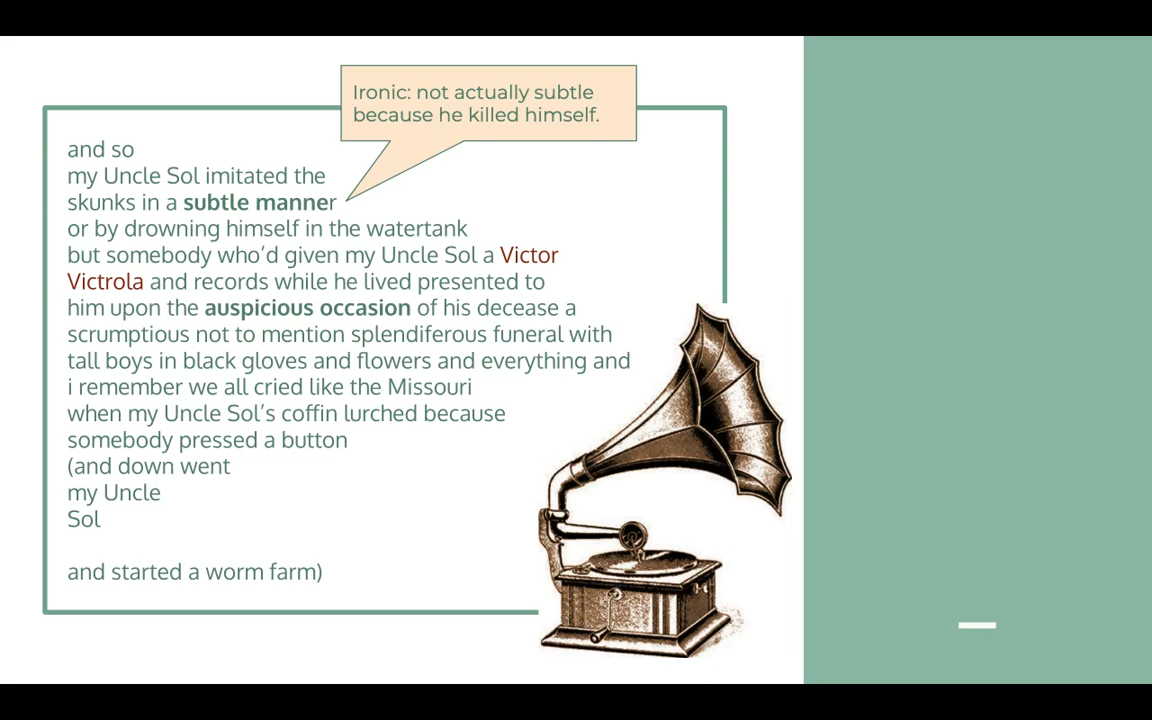 Ironic: not actually subtle
because he killed himself.
and so
my Uncle Sol imitated the
skunks in a subtle manner
or by drowning himself in the watertank
but somebody who’d given my Uncle Sol a Victor
Victrola and records while he lived presented to
him upon the auspicious occasion of his decease a
scrumptious not to mention splendiferous funeral with
tall boys in black gloves and flowers and everything and
i remember we all cried like the Missouri
when my Uncle Sol’s coffin lurched because
somebody pressed a button
(and down went
my Uncle
Sol
and started a worm farm)